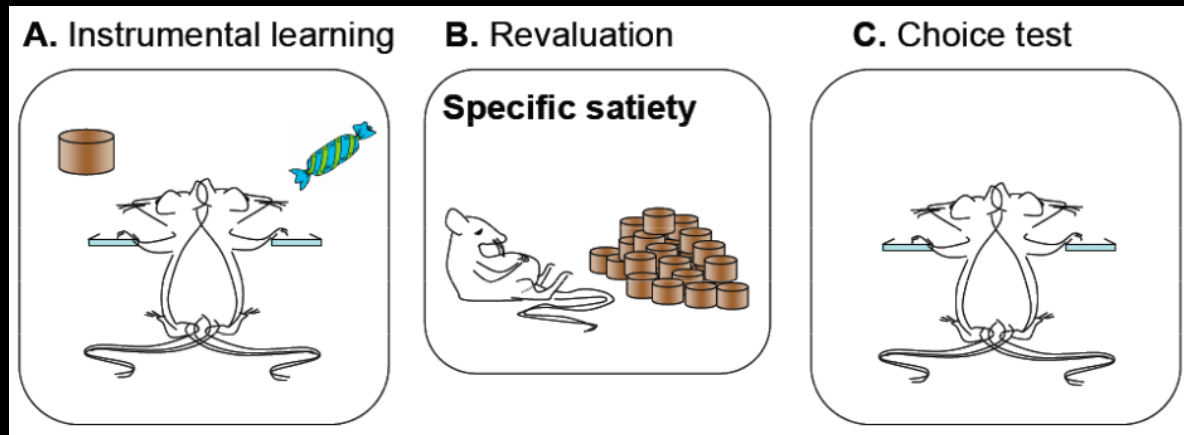 A. Instrumental learning
B. Revaluation
C. Choice test
Specific satiety